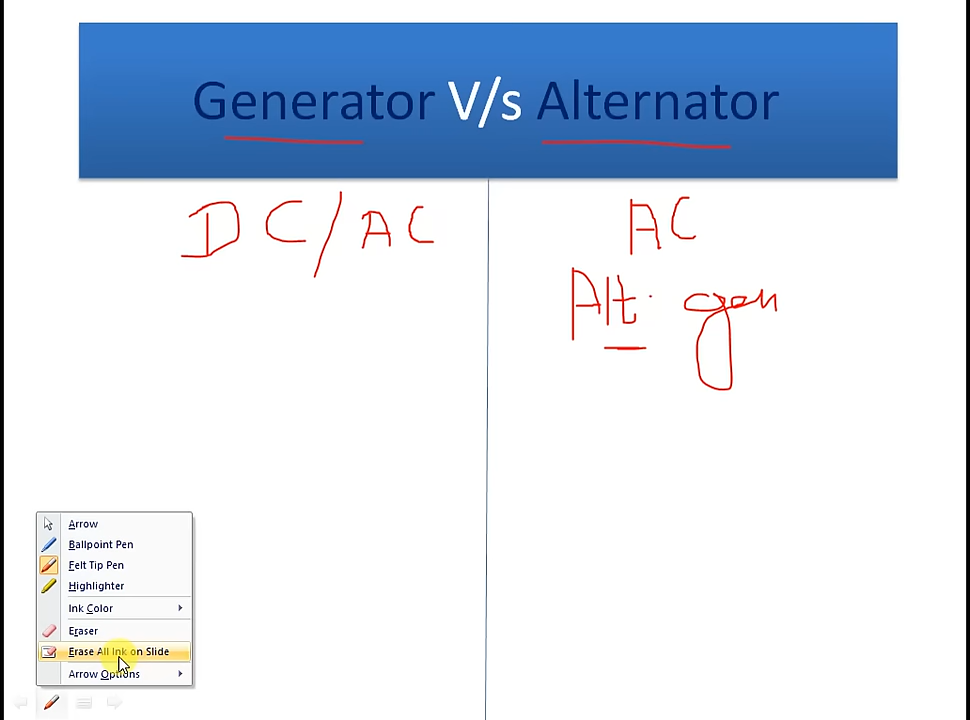 Generator V/s Alternator
DC/AC
AC
Alt. gen
Arrow
Ballpoint Pen
Felt Tip Pen
Highlighter
Ink Color
Eraser
Erase All Ink on Slide
Arrow Options